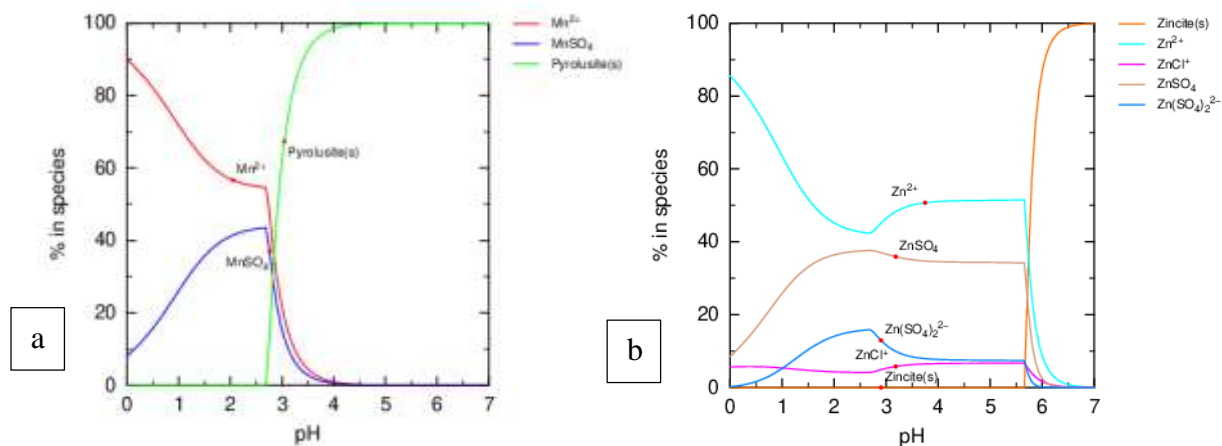 Mn²⁺
MnSO₄
Pyrolusite(s)
100
80
60
40
20
0
% in species
Mn²⁺
Pyrolusite(s)
MnSO₄
0 1 2 3 4 5 6 7
pH
a
Zincite(s)
Zn²⁺
ZnCl⁺
ZnSO₄
Zn(SO₄)₂²⁻
100
80
60
40
20
0
% in species
Zn²⁺
ZnSO₄
Zn(SO₄)₂²⁻
ZnCl⁺
Zincite(s)
0 1 2 3 4 5 6 7
pH
b